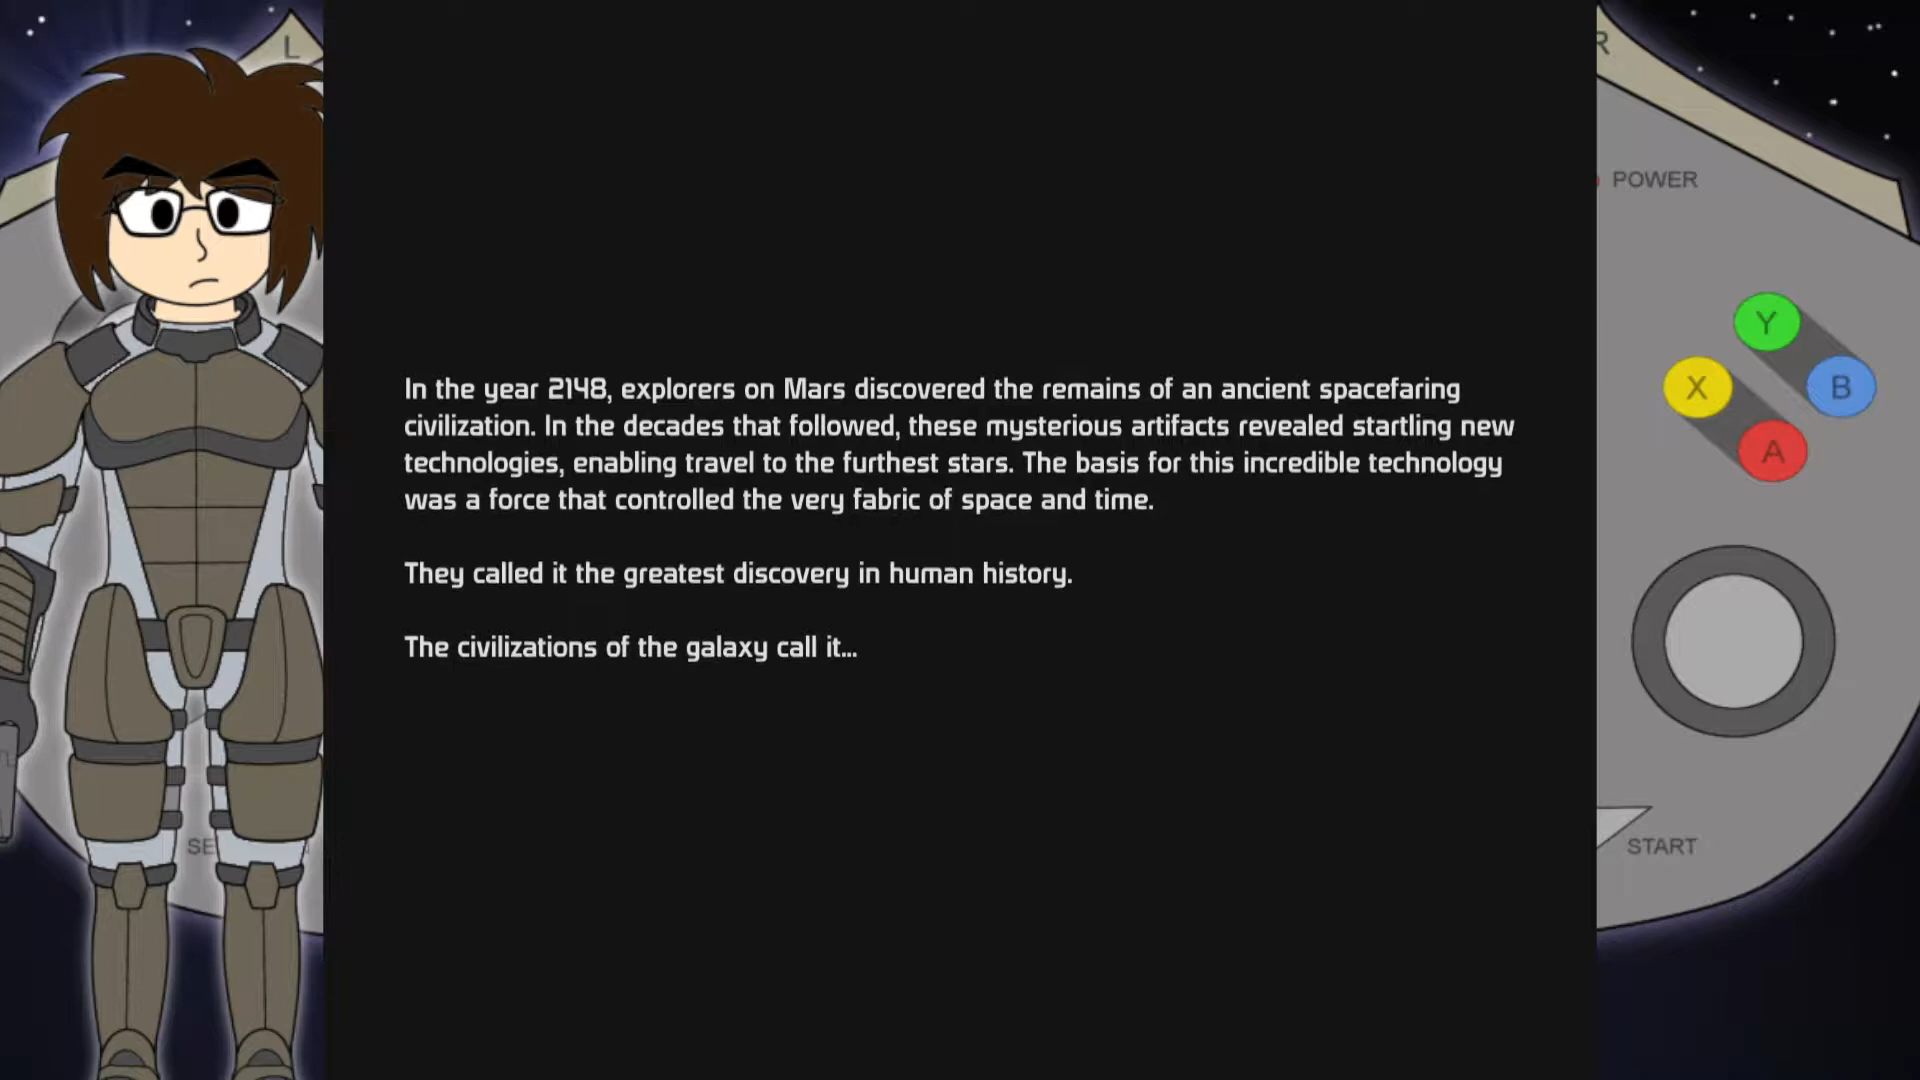 L
R
POWER
Y
X
B
A
In the year 2148, explorers on Mars discovered the remains of an ancient spacefaring
civilization. In the decades that followed, these mysterious artifacts revealed startling new
technologies, enabling travel to the furthest stars. The basis for this incredible technology
was a force that controlled the very fabric of space and time.
They called it the greatest discovery in human history.
The civilizations of the galaxy call it...
SE
START